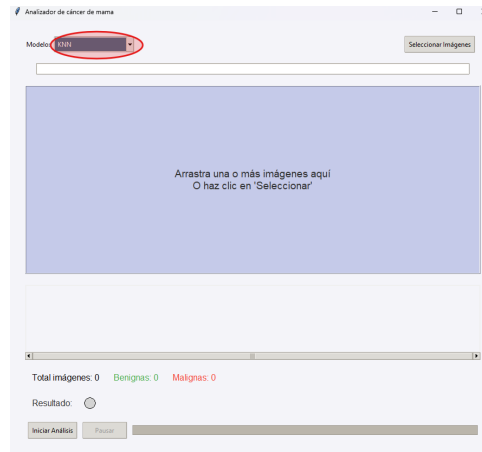 Analizador de cáncer de mama
Modelo: KNN
Seleccionar Imágenes
Arrastra una o más imágenes aquí
O haz clic en 'Seleccionar'
Total imágenes: 0 Benignas: 0 Malignas: 0
Resultado:
Iniciar Análisis Pausar